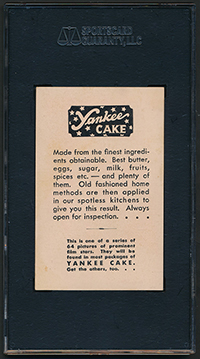 SPORTSCARD
GUARANTY, LLC
Yankee
CAKE
Made from the finest ingredi-
ents obtainable. Best butter,
eggs, sugar, milk, fruits,
spices etc. — and plenty of
them. Old fashioned home
methods are then applied
in our spotless kitchens to
give you this result. Always
open for inspection. . . .
This is one of a series of
64 pictures of prominent
film stars. They will be
found in most packages of
YANKEE CAKE.
Get the others, too. . . .